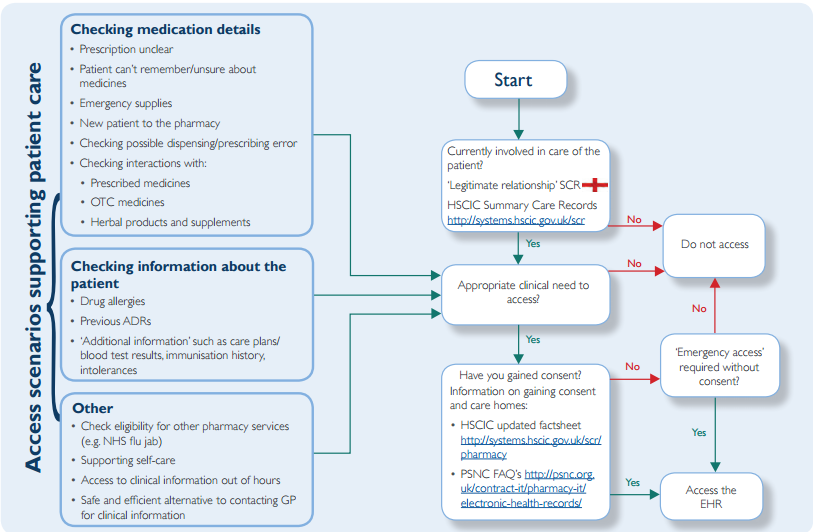 Access scenarios supporting patient care
Checking medication details
• Prescription unclear
• Patient can't remember/unsure about
medicines
• Emergency supplies
• New patient to the pharmacy
• Checking possible dispensing/prescribing error
• Checking interactions with:
• Prescribed medicines
• OTC medicines
• Herbal products and supplements
Checking information about the
patient
• Drug allergies
• Previous ADRs
• 'Additional information' such as care plans/
blood test results, immunisation history,
intolerances
Other
• Check eligibility for other pharmacy services
(e.g. NHS flu jab)
• Supporting self-care
• Access to clinical information out of hours
• Safe and efficient alternative to contacting GP
for clinical information
Start
Currently involved in care of the
patient?
'Legitimate relationship' SCR
HSCIC Summary Care Records
http://systems.hscic.gov.uk/scr
No
Do not access
Yes
Appropriate clinical need to
access?
No
Yes
Have you gained consent?
Information on gaining consent
and care homes:
• HSCIC updated factsheet
http://systems.hscic.gov.uk/scr/
pharmacy
• PSNC FAQ's http://psnc.org.
uk/contract-it/pharmacy-it/
electronic-health-records/
No
'Emergency access'
required without
consent?
No
Yes
Yes
Access the
EHR